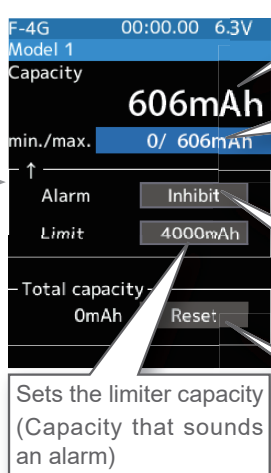 F-4G 00:00.00 6.3V
Model 1
Capacity
606mAh
min./max. 0/ 606mAh
↑
Alarm Inhibit
Limit 4000mAh
Total capacity
0mAh Reset
Sets the limiter capacity
(Capacity that sounds
an alarm)